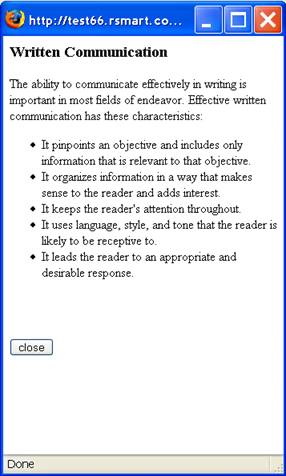 http://test66.rsmart.co...
Written Communication
The ability to communicate effectively in writing is
important in most fields of endeavor. Effective written
communication has these characteristics:
It pinpoints an objective and includes only
information that is relevant to that objective.
It organizes information in a way that makes
sense to the reader and adds interest.
It keeps the reader's attention throughout.
It uses language, style, and tone that the reader is
likely to be receptive to.
It leads the reader to an appropriate and
desirable response.
close
Done